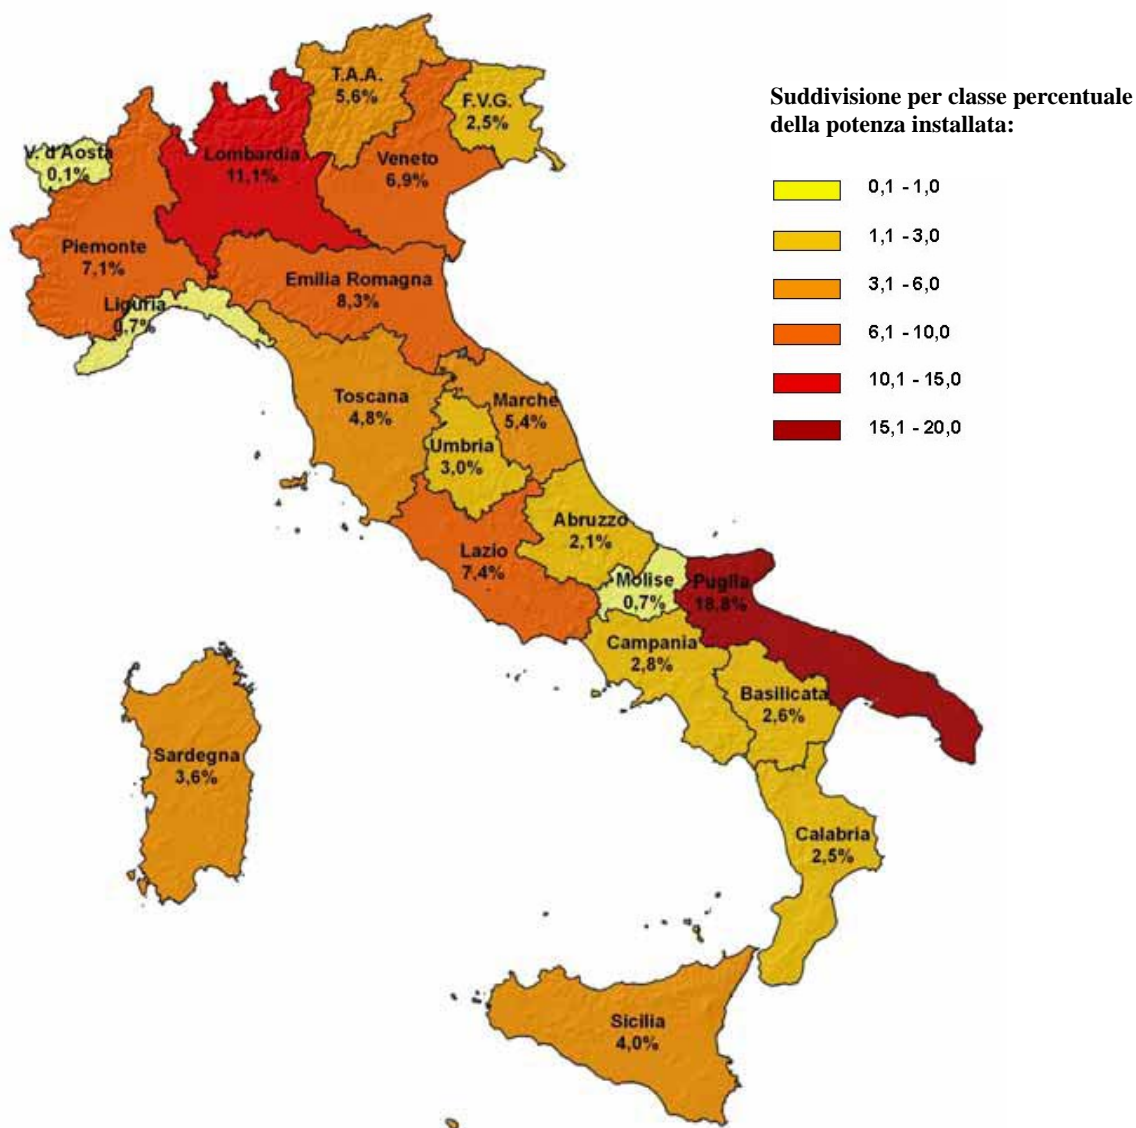 Suddivisione per classe percentuale
della potenza installata:
0,1 - 1,0
1,1 - 3,0
3,1 - 6,0
6,1 - 10,0
10,1 - 15,0
15,1 - 20,0
T.A.A.
5,6%
F.V.G.
2,5%
V. d'Aosta
0,1%
Lombardia
11,1%
Veneto
6,9%
Piemonte
7,1%
Emilia Romagna
8,3%
Liguria
0,7%
Toscana
4,8%
Marche
5,4%
Umbria
3,0%
Abruzzo
2,1%
Lazio
7,4%
Molise
0,7%
Puglia
18,8%
Campania
2,8%
Basilicata
2,6%
Sardegna
3,6%
Calabria
2,5%
Sicilia
4,0%